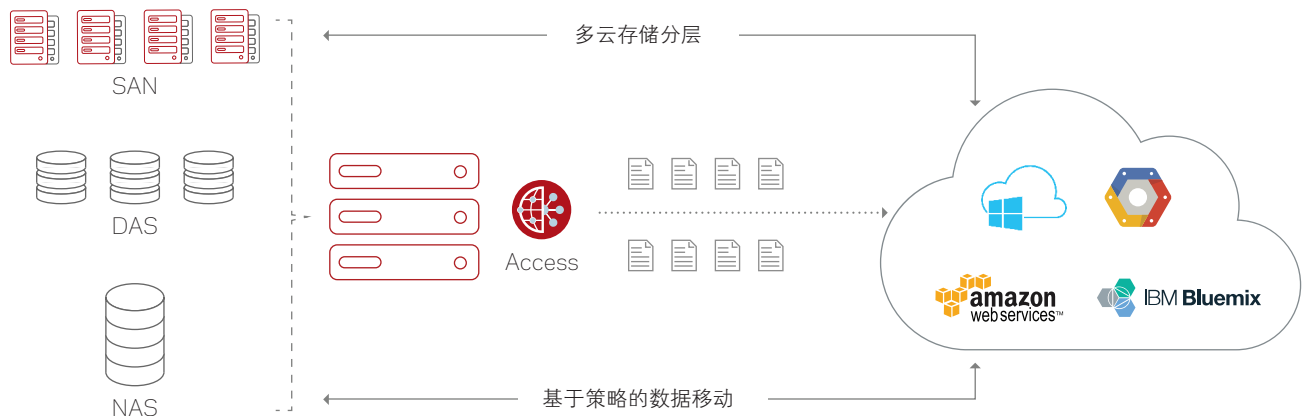 多云存储分层
SAN
DAS
Access
NAS
amazon
webservices™
IBM Bluemix
基于策略的数据移动